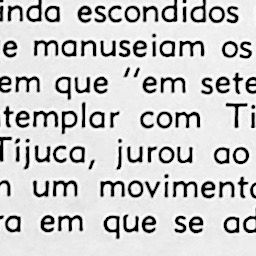 inda escondidos
e manuseiam os
em que "em sete
templar com Ti
Tijuca, jurou ao
um movimento
ra em que se ad